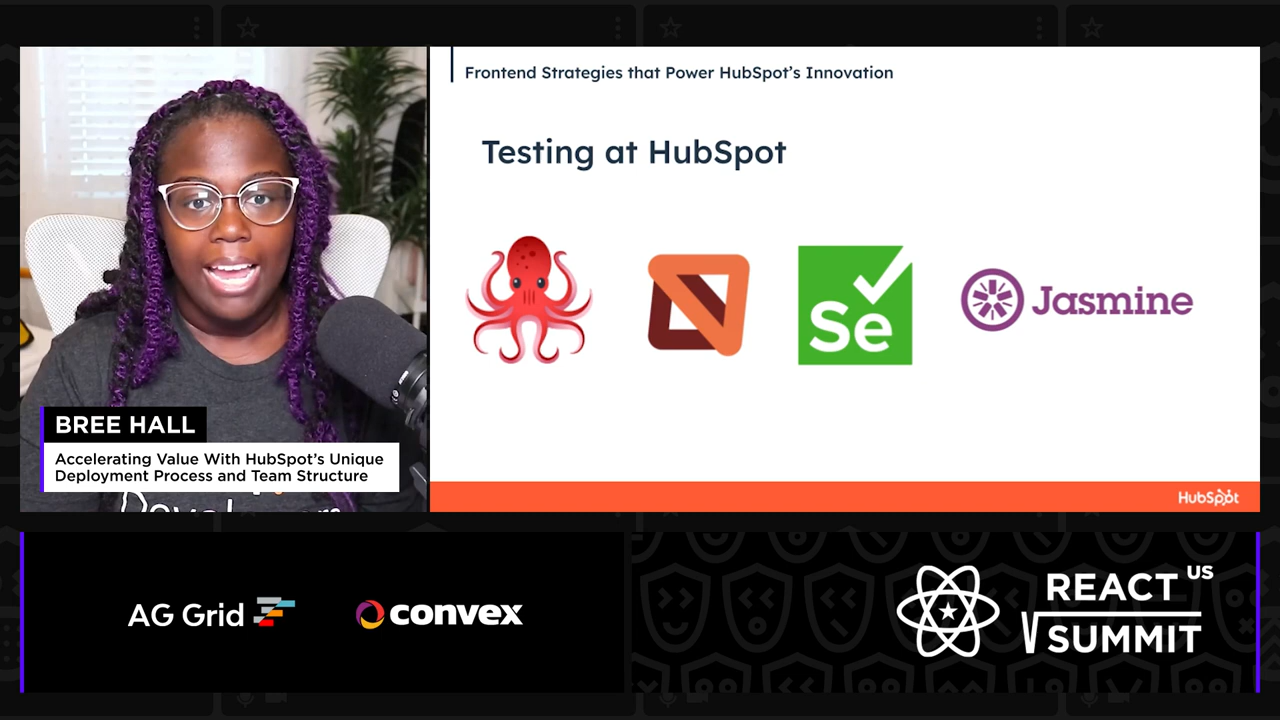 Frontend Strategies that Power HubSpot's Innovation
Testing at HubSpot
Se
Jasmine
HubSpot
BREE HALL
Accelerating Value With HubSpot's Unique
Deployment Process and Team Structure
AG Grid
convex
REACT US
SUMMIT